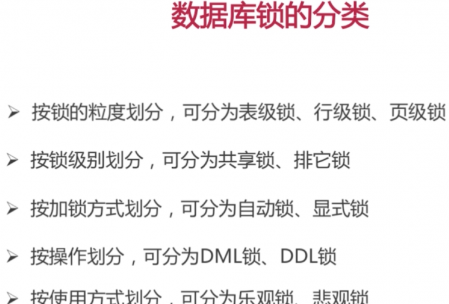 数据库锁的分类
➢ 按锁的粒度划分，可分为表级锁、行级锁、页级锁
➢ 按锁级别划分，可分为共享锁、排它锁
➢ 按加锁方式划分，可分为自动锁、显式锁
➢ 按操作划分，可分为DML锁、DDL锁
➢ 按使用方式划分，可分为乐观锁、悲观锁